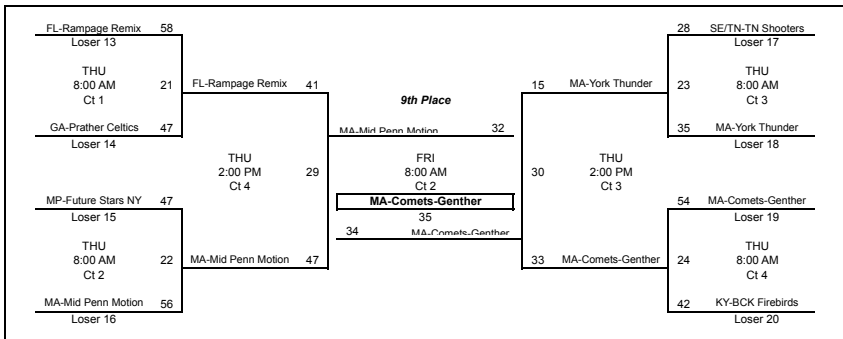 FL-Rampage Remix 58
Loser 13
THU
8:00 AM
Ct 1
21
GA-Prather Celtics 47
Loser 14
MP-Future Stars NY 47
Loser 15
THU
8:00 AM
Ct 2
22
MA-Mid Penn Motion 56
Loser 16
FL-Rampage Remix 41
THU
2:00 PM
Ct 4
29
MA-Mid Penn Motion 47
9th Place
MA-Mid Penn Motion 32
FRI
8:00 AM
Ct 2
MA-Comets-Genther
35
34 MA-Comets-Genther
15 MA-York Thunder
30
THU
2:00 PM
Ct 3
33 MA-Comets-Genther
28 SE/TN-TN Shooters
Loser 17
23
THU
8:00 AM
Ct 3
35 MA-York Thunder
Loser 18
54 MA-Comets-Genther
Loser 19
24
THU
8:00 AM
Ct 4
42 KY-BCK Firebirds
Loser 20